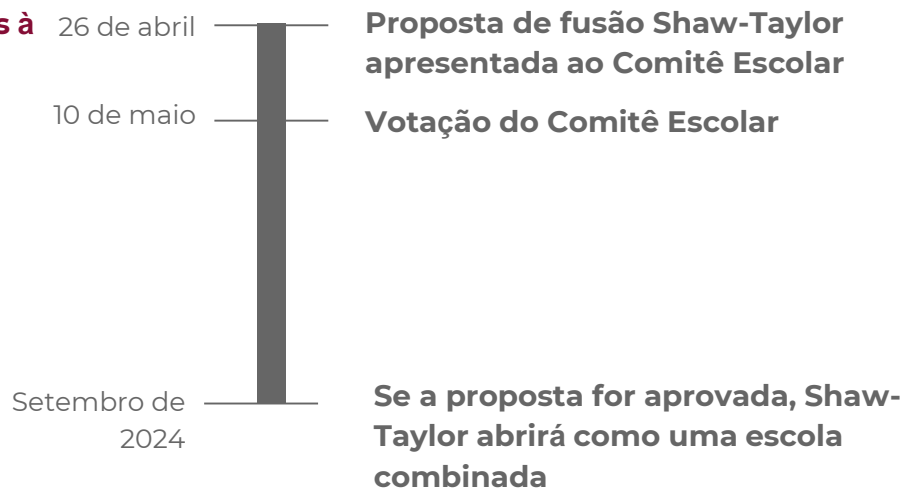 s à
26 de abril
Proposta de fusão Shaw-Taylor
apresentada ao Comitê Escolar
10 de maio
Votação do Comitê Escolar
Setembro de
2024
Se a proposta for aprovada, Shaw-
Taylor abrirá como uma escola
combinada